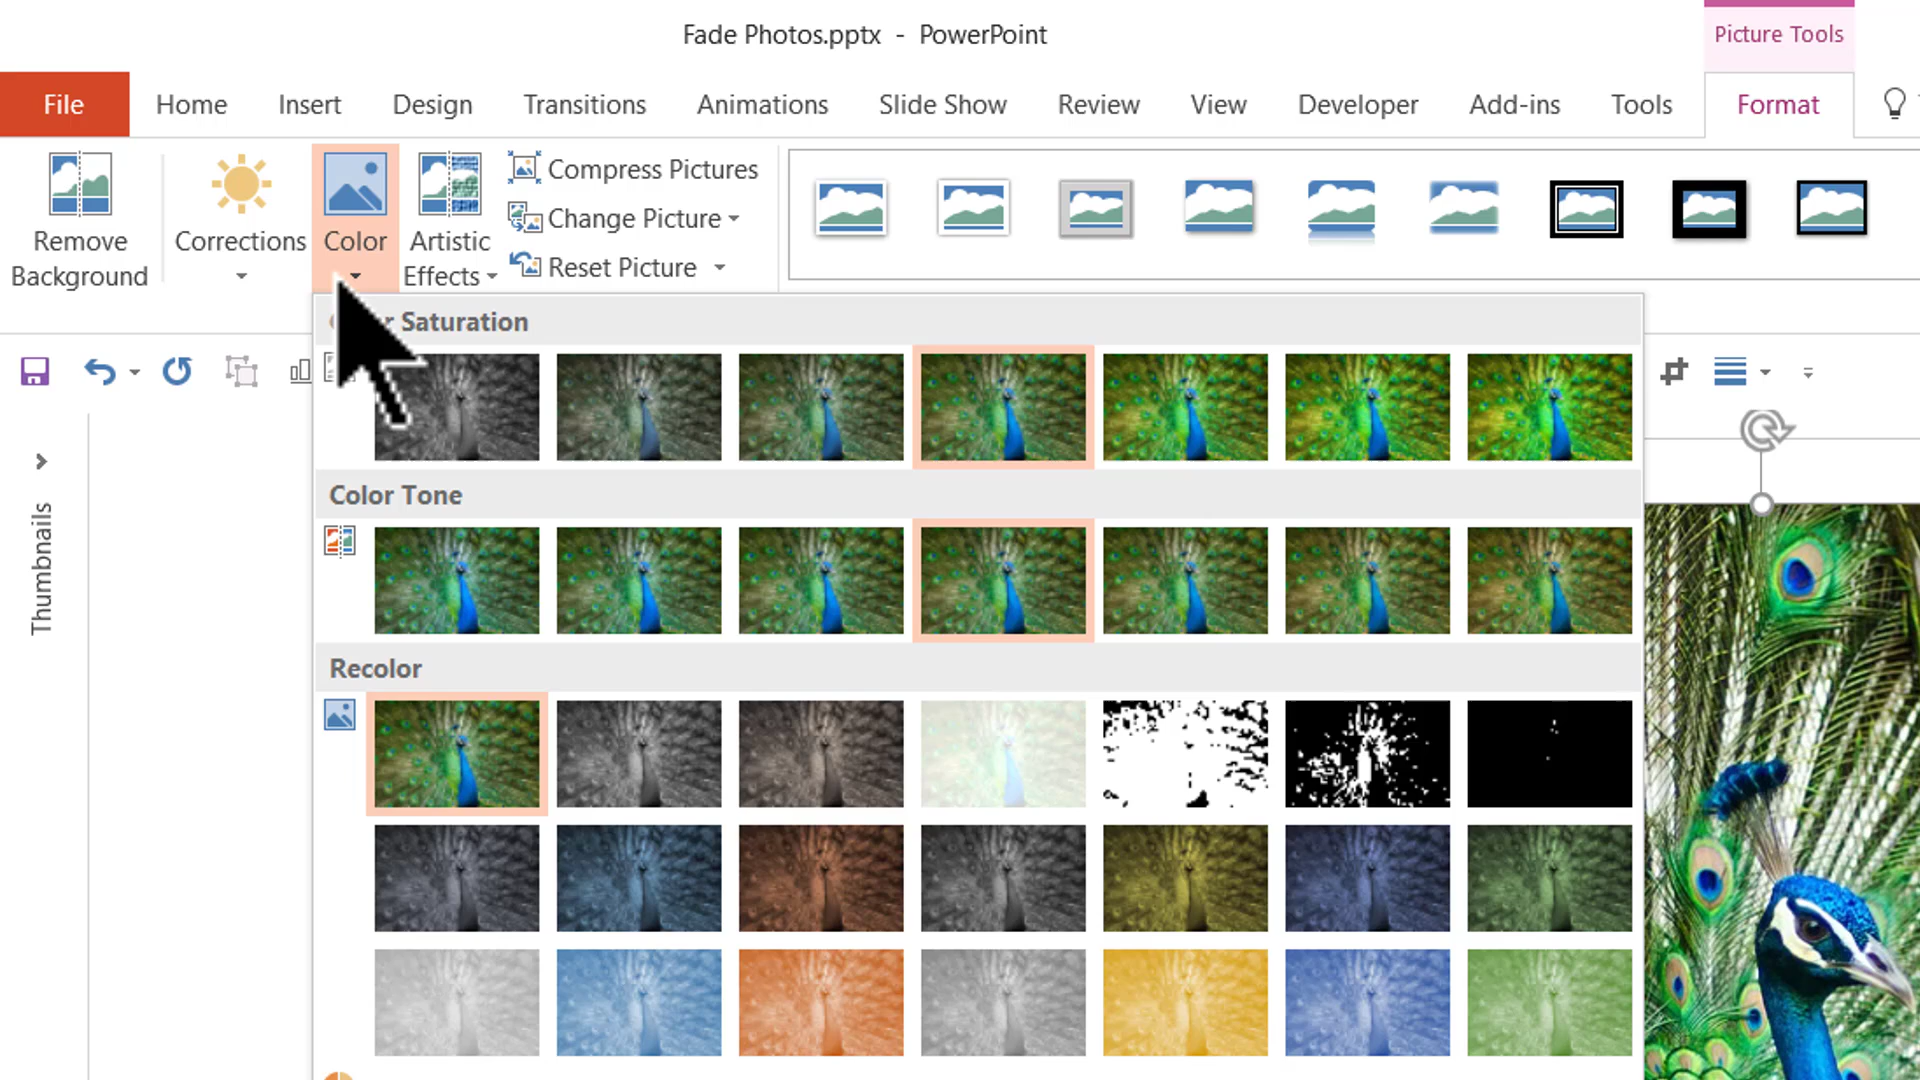 Fade Photos.pptx - PowerPoint
Picture Tools
File Home Insert Design Transitions Animations Slide Show Review View Developer Add-ins Tools Format
Remove Background
Corrections
Color
Artistic Effects
Compress Pictures
Change Picture
Reset Picture
Saturation
Thumbnails
Color Tone
Recolor